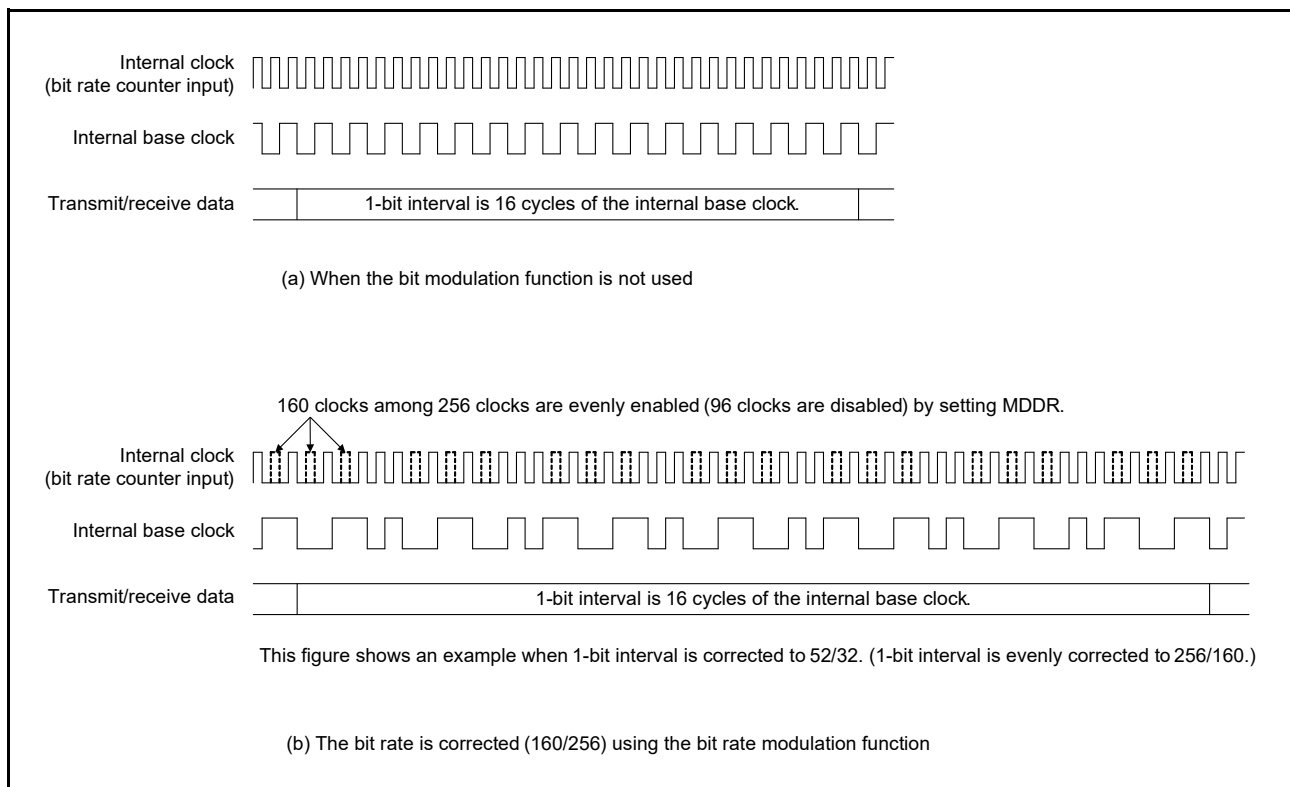 Internal clock
(bit rate counter input)
Internal base clock
Transmit/receive data
1-bit interval is 16 cycles of the internal base clock.
(a) When the bit modulation function is not used
160 clocks among 256 clocks are evenly enabled (96 clocks are disabled) by setting MDDR.
Internal clock
(bit rate counter input)
Internal base clock
Transmit/receive data
1-bit interval is 16 cycles of the internal base clock.
This figure shows an example when 1-bit interval is corrected to 52/32. (1-bit interval is evenly corrected to 256/160.)
(b) The bit rate is corrected (160/256) using the bit rate modulation function